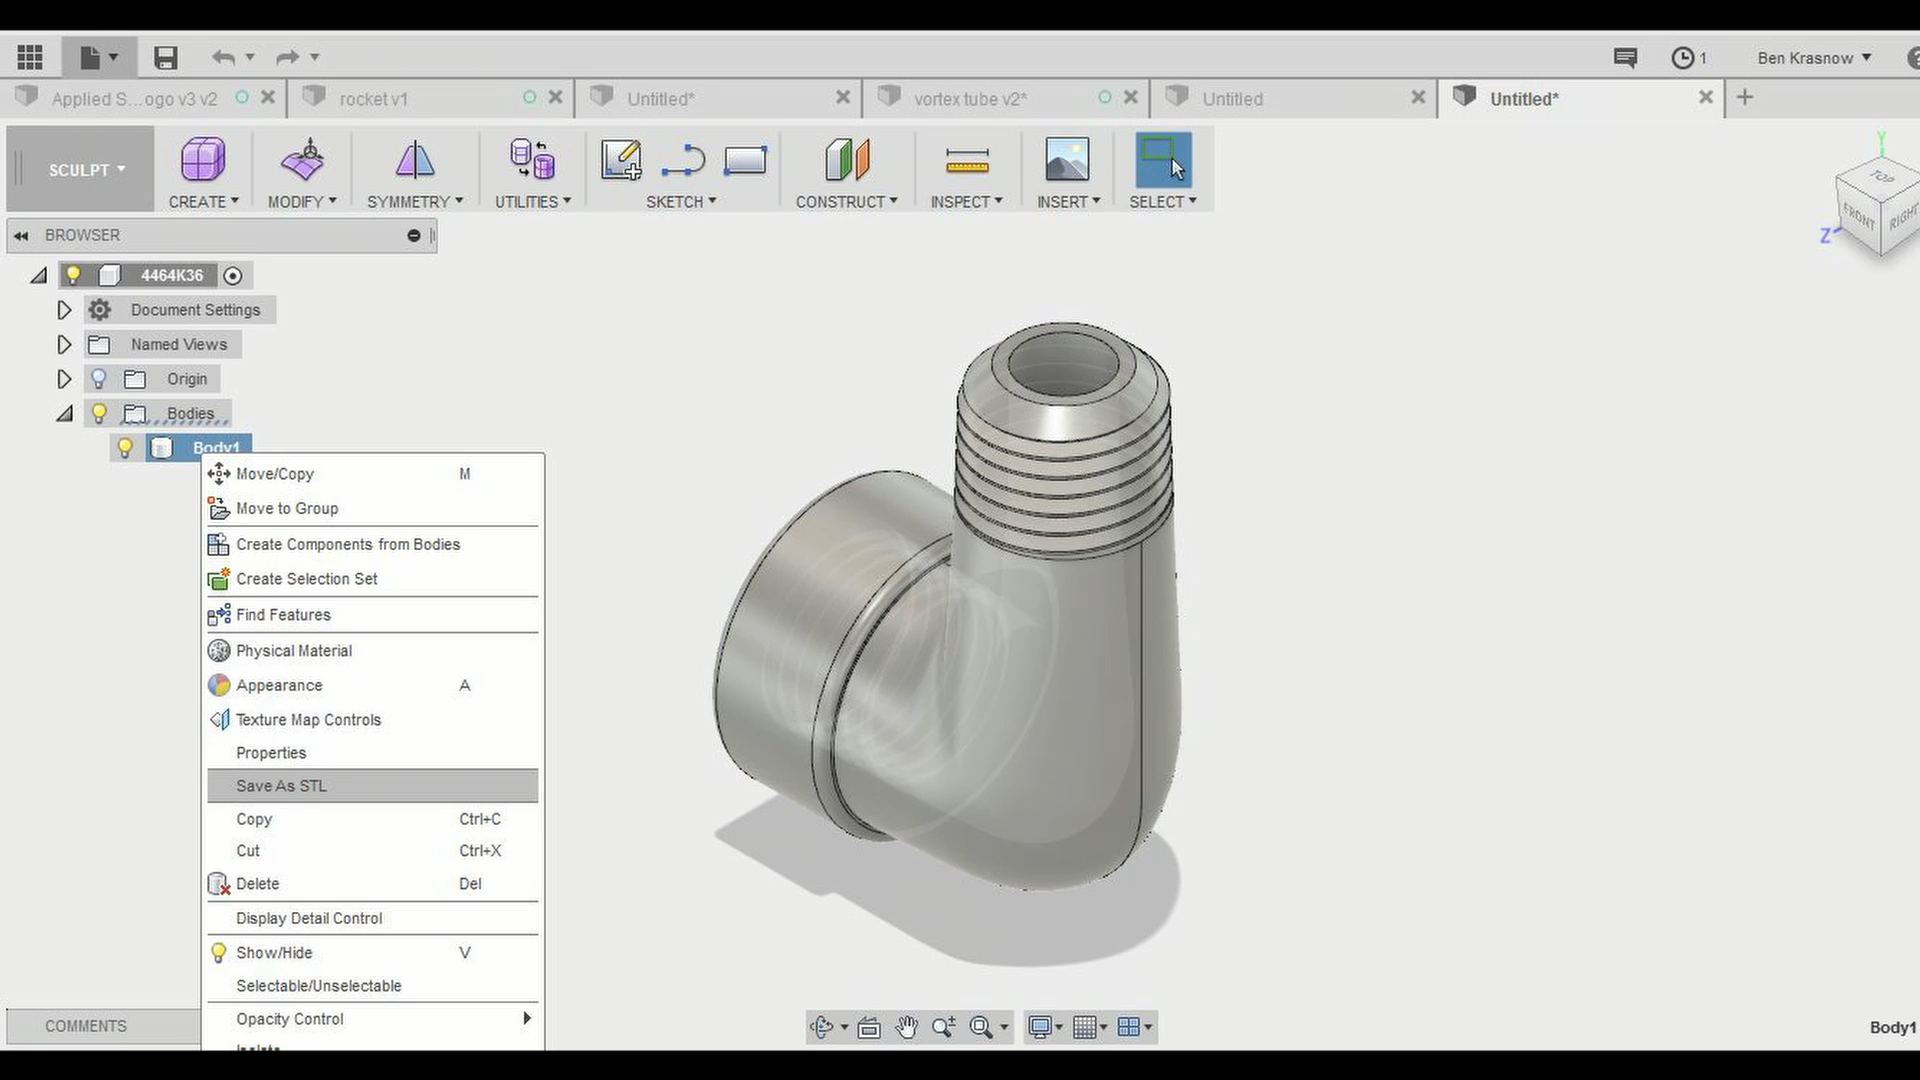 1
Ben Krasnow
Applied S...ogo v3 v2
rocket v1
Untitled*
vortex tube v2*
Untitled
Untitled*
SCULPT
CREATE
MODIFY
SYMMETRY
UTILITIES
SKETCH
CONSTRUCT
INSPECT
INSERT
SELECT
Y
TOP
FRONT
RIGHT
Z
BROWSER
4464K36
Document Settings
Named Views
Origin
Bodies
Body1
Move/Copy M
Move to Group
Create Components from Bodies
Create Selection Set
Find Features
Physical Material
Appearance A
Texture Map Controls
Properties
Save As STL
Copy Ctrl+C
Cut Ctrl+X
Delete Del
Display Detail Control
Show/Hide V
Selectable/Unselectable
Opacity Control
COMMENTS
Body1